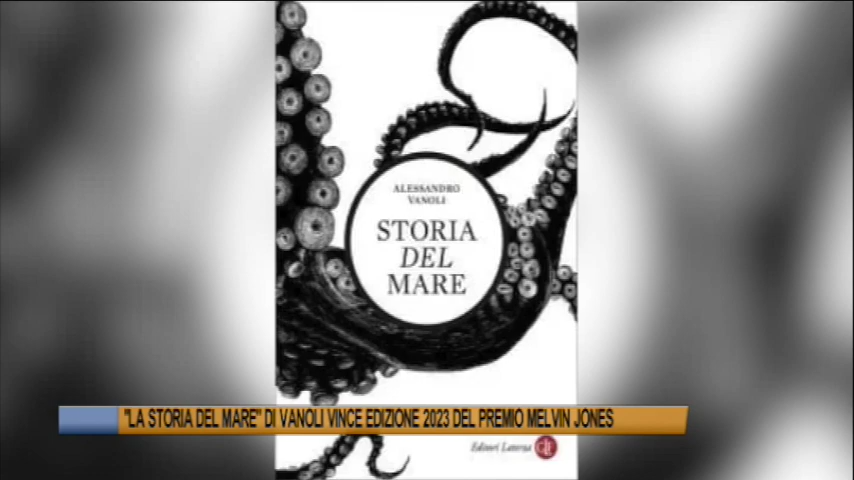 ALESSANDRO
VANOLI
STORIA
DEL
MARE
"LA STORIA DEL MARE" DI VANOLI VINCE EDIZIONE 2023 DEL PREMIO MELVIN JONES
Editori Laterza